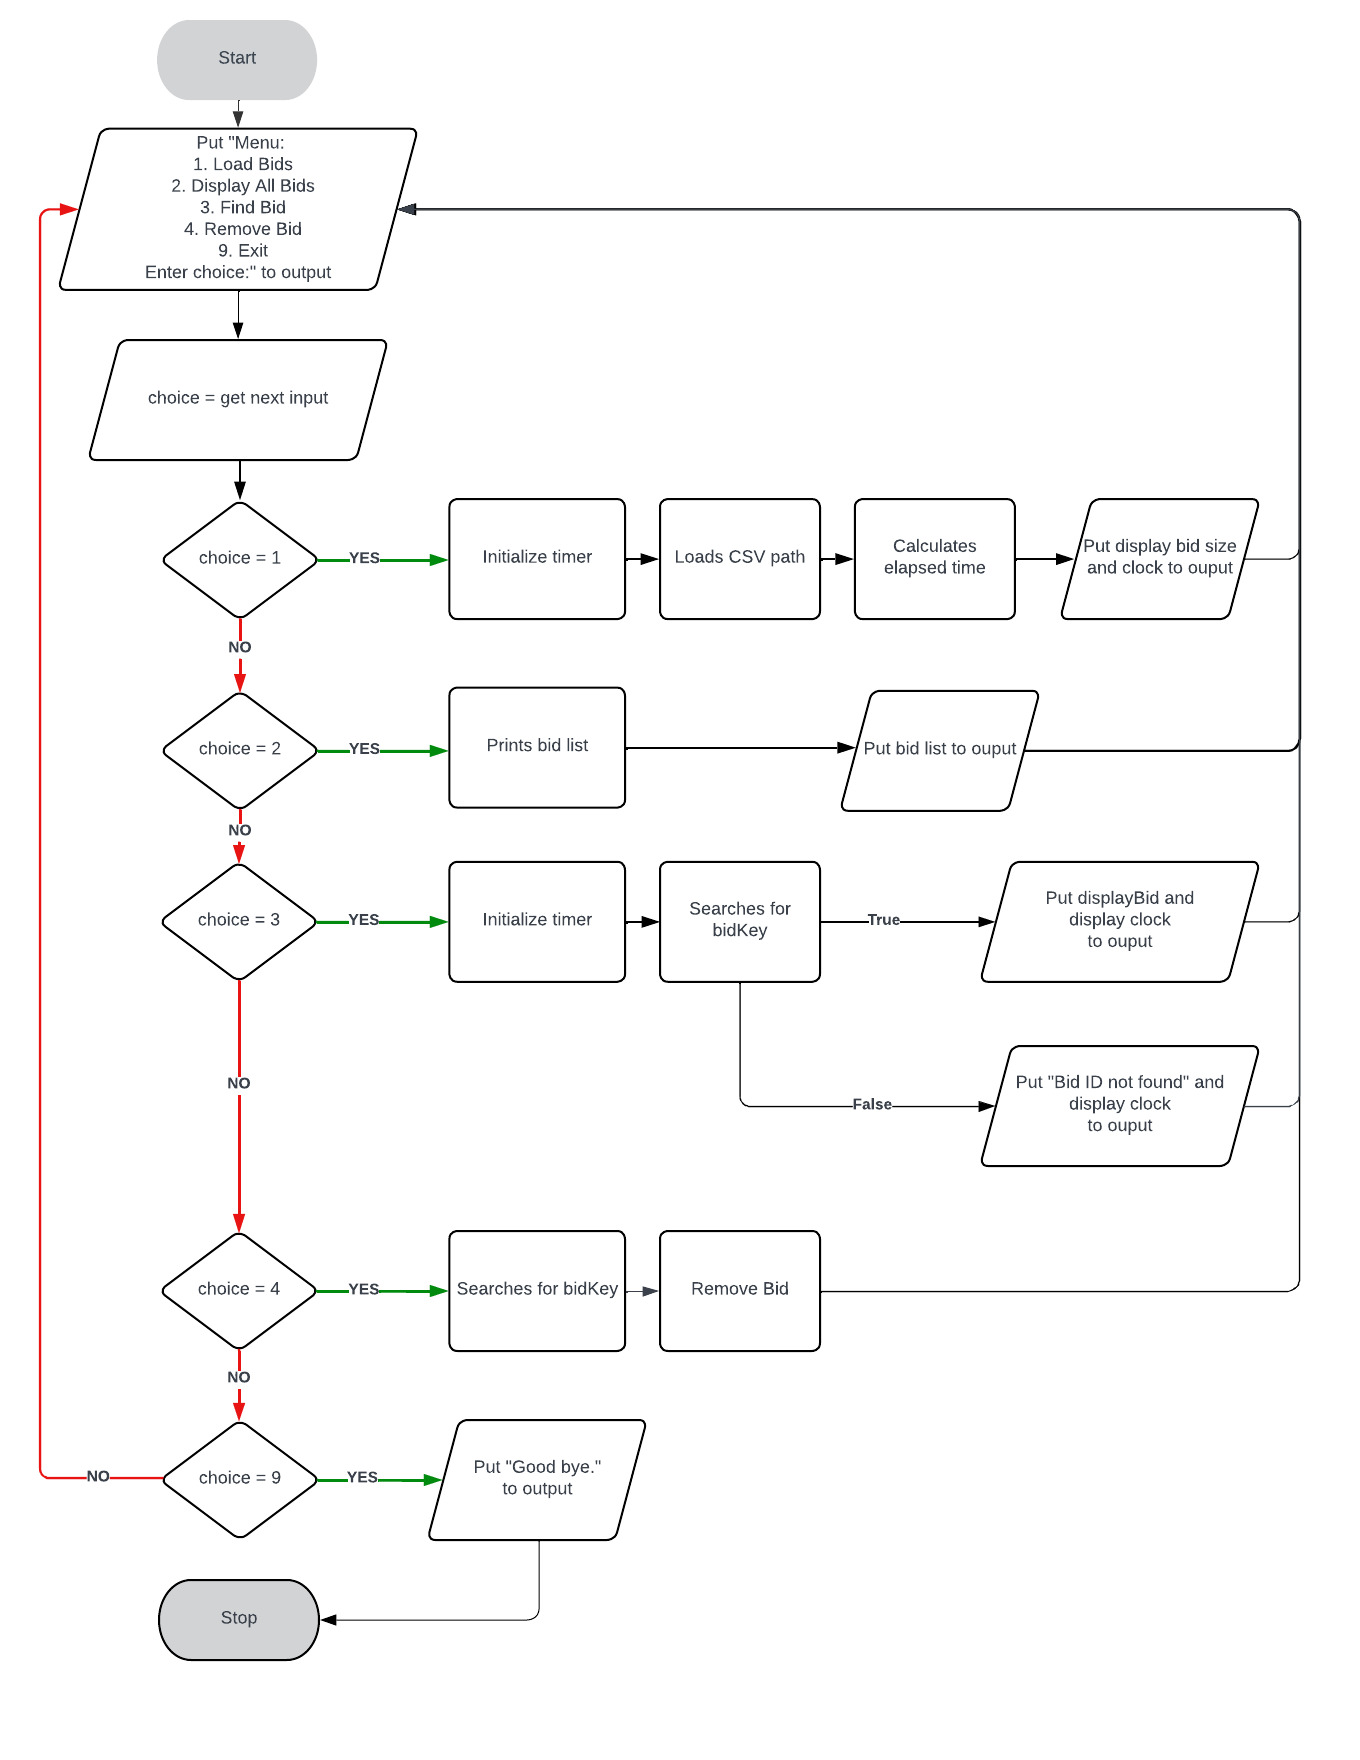 Start
Put "Menu:
1. Load Bids
2. Display All Bids
3. Find Bid
4. Remove Bid
9. Exit
Enter choice:" to output
choice = get next input
choice = 1
YES
Initialize timer
Loads CSV path
Calculates
elapsed time
Put display bid size
and clock to ouput
NO
choice = 2
YES
Prints bid list
Put bid list to ouput
NO
choice = 3
YES
Initialize timer
Searches for
bidKey
True
Put displayBid and
display clock
to ouput
NO
False
Put "Bid ID not found" and
display clock
to ouput
choice = 4
YES
Searches for bidKey
Remove Bid
NO
NO
choice = 9
YES
Put "Good bye."
to output
Stop